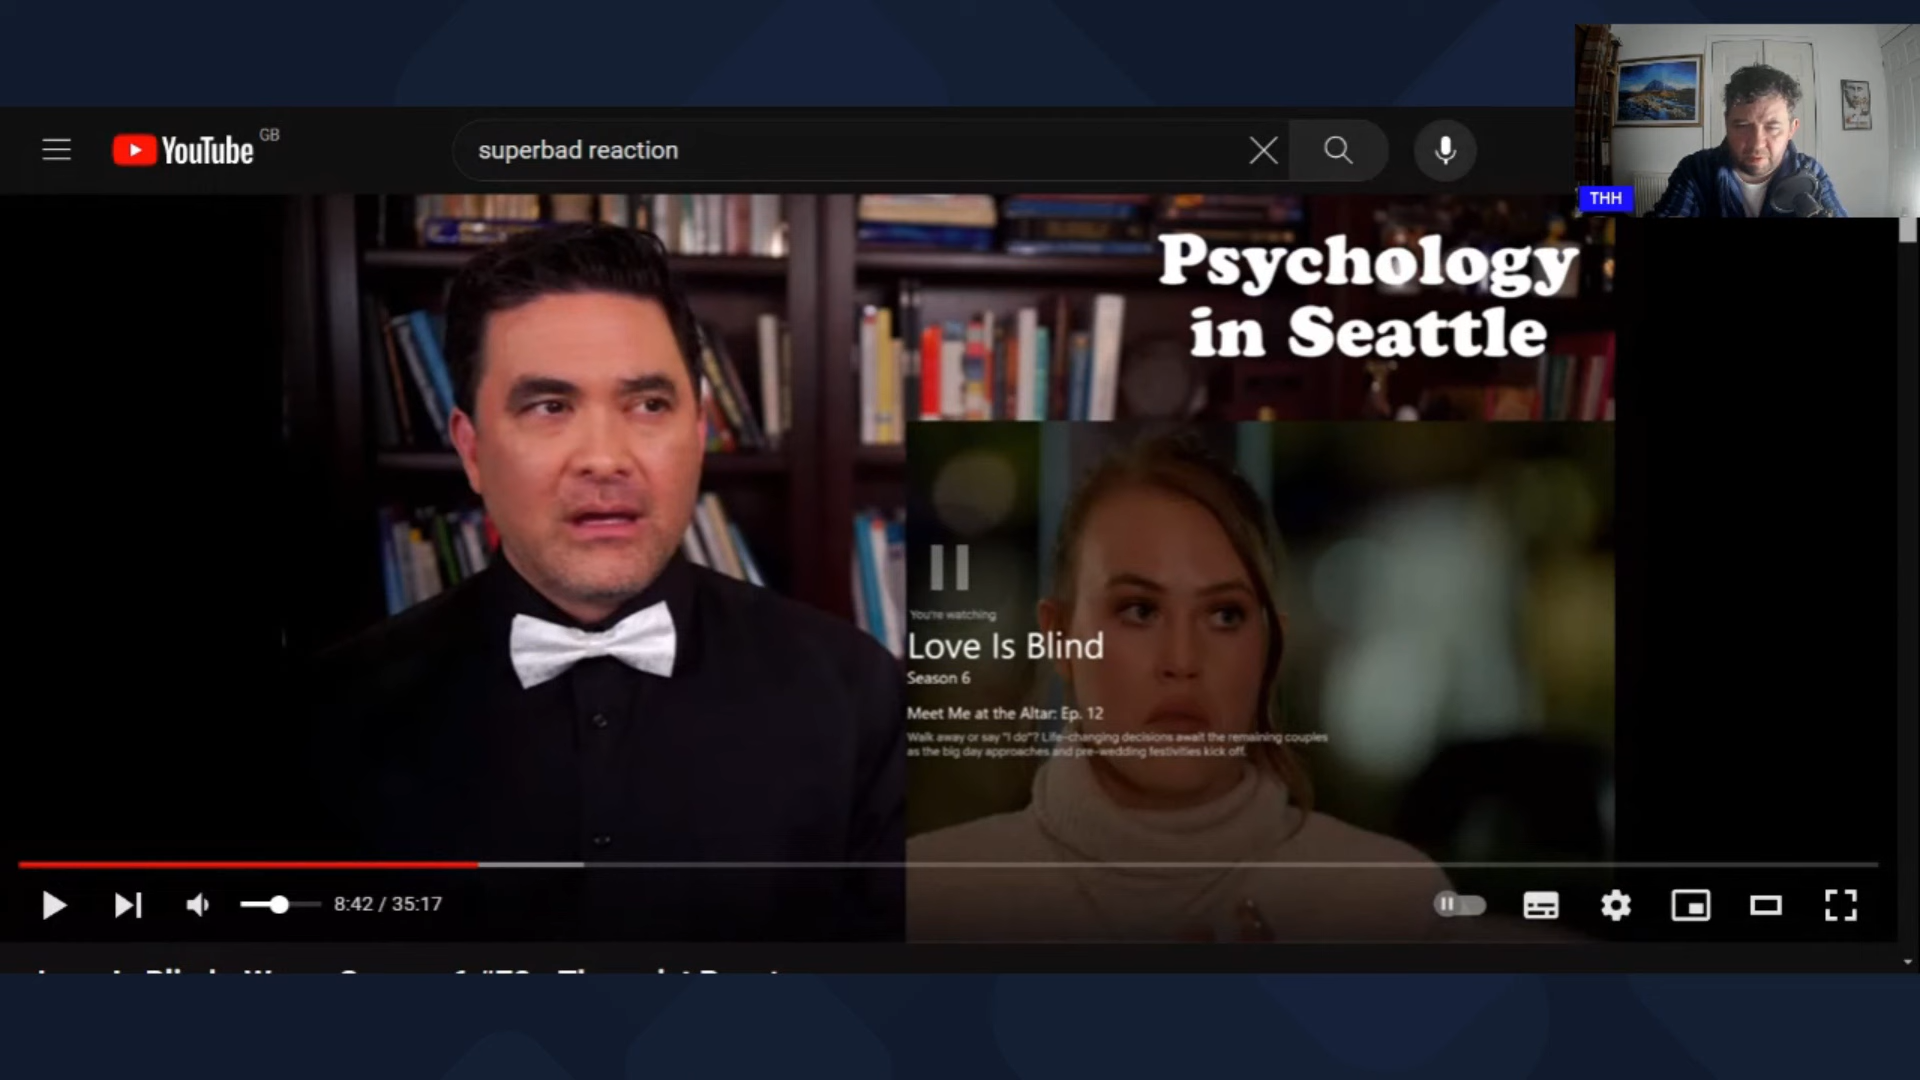 YouTube GB
superbad reaction
THH
Psychology
in Seattle
You're watching
Love Is Blind
Season 6
Meet Me at the Altar: Ep. 12
Walk away or say "I do"? Life-changing decisions await the remaining couples
as the big day approaches and pre-wedding festivities kick off.
8:42 / 35:17